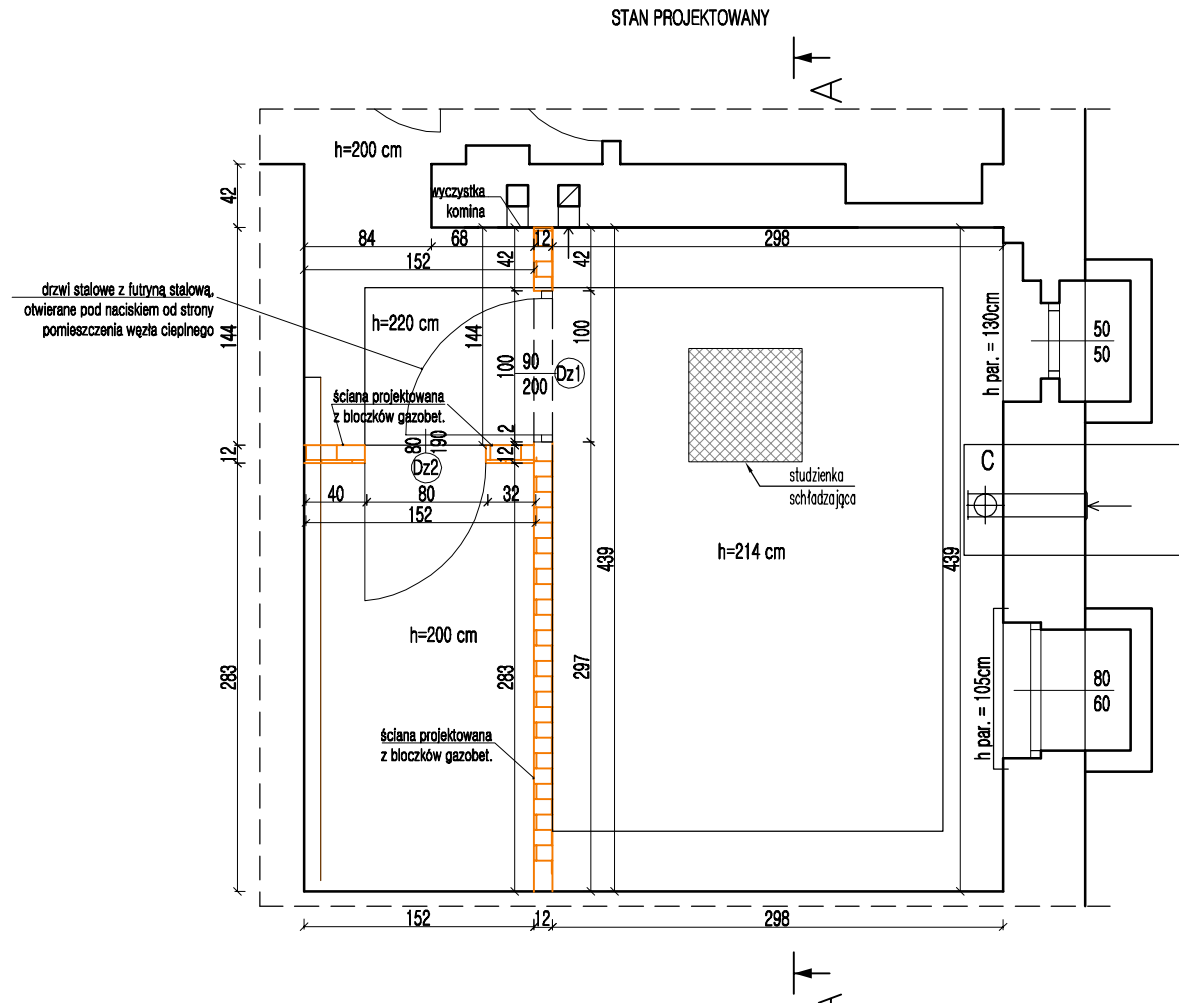 STAN PROJEKTOWANY
A
h=200 cm
42
wyczystka
komina
84
68
12
298
152
42
42
drzwi stalowe z futryną stalową,
otwierane pod naciskiem od strony
pomieszczenia węzła cieplnego
h=220 cm
144
144
100
90
200
Dz1
100
h par. = 130cm
50
50
ściana projektowana
z bloczków gazobet.
80
190
Dz2
2
12
12
C
studzienka
schładzająca
40
80
32
152
439
h=214 cm
439
h=200 cm
283
283
297
h par. = 105cm
80
60
ściana projektowana
z bloczków gazobet.
152
12
298
A